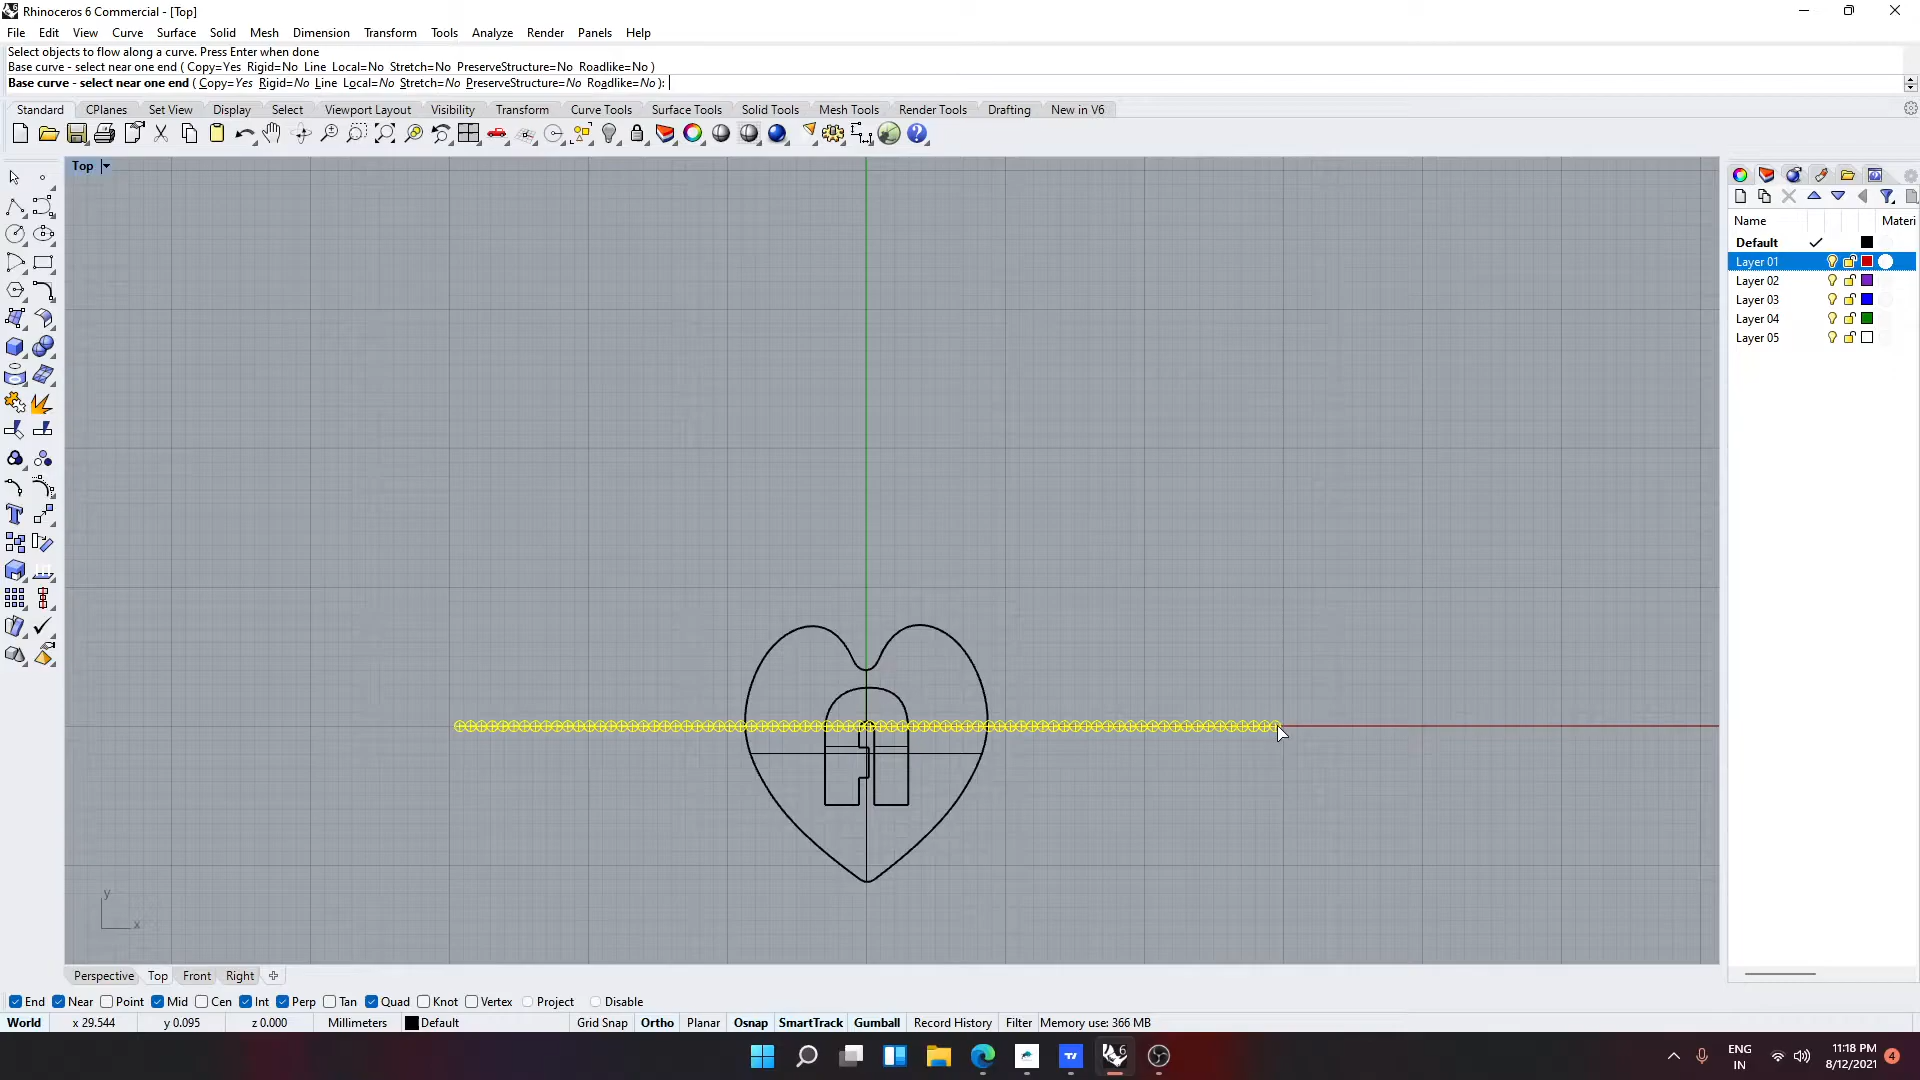 Rhinoceros 6 Commercial - [Top]
File Edit View Curve Surface Solid Mesh Dimension Transform Tools Analyze Render Panels Help
Select objects to flow along a curve. Press Enter when done
Base curve - select near one end ( Copy=Yes Rigid=No Line Local=No Stretch=No PreserveStructure=No Roadlike=No )
Base curve - select near one end ( Copy=Yes Rigid=No Line Local=No Stretch=No PreserveStructure=No Roadlike=No ):
Standard CPlanes Set View Display Select Viewport Layout Visibility Transform Curve Tools Surface Tools Solid Tools Mesh Tools Render Tools Drafting New in V6
Top
Name Materi
Default
Layer 01
Layer 02
Layer 03
Layer 04
Layer 05
y
x
Perspective Top Front Right
End Near Point Mid Cen Int Perp Tan Quad Knot Vertex Project Disable
World x 29.544 y 0.095 z 0.000 Millimeters Default Grid Snap Ortho Planar Osnap SmartTrack Gumball Record History Filter Memory use: 366 MB
ENG
IN
11:18 PM
8/12/2021
4